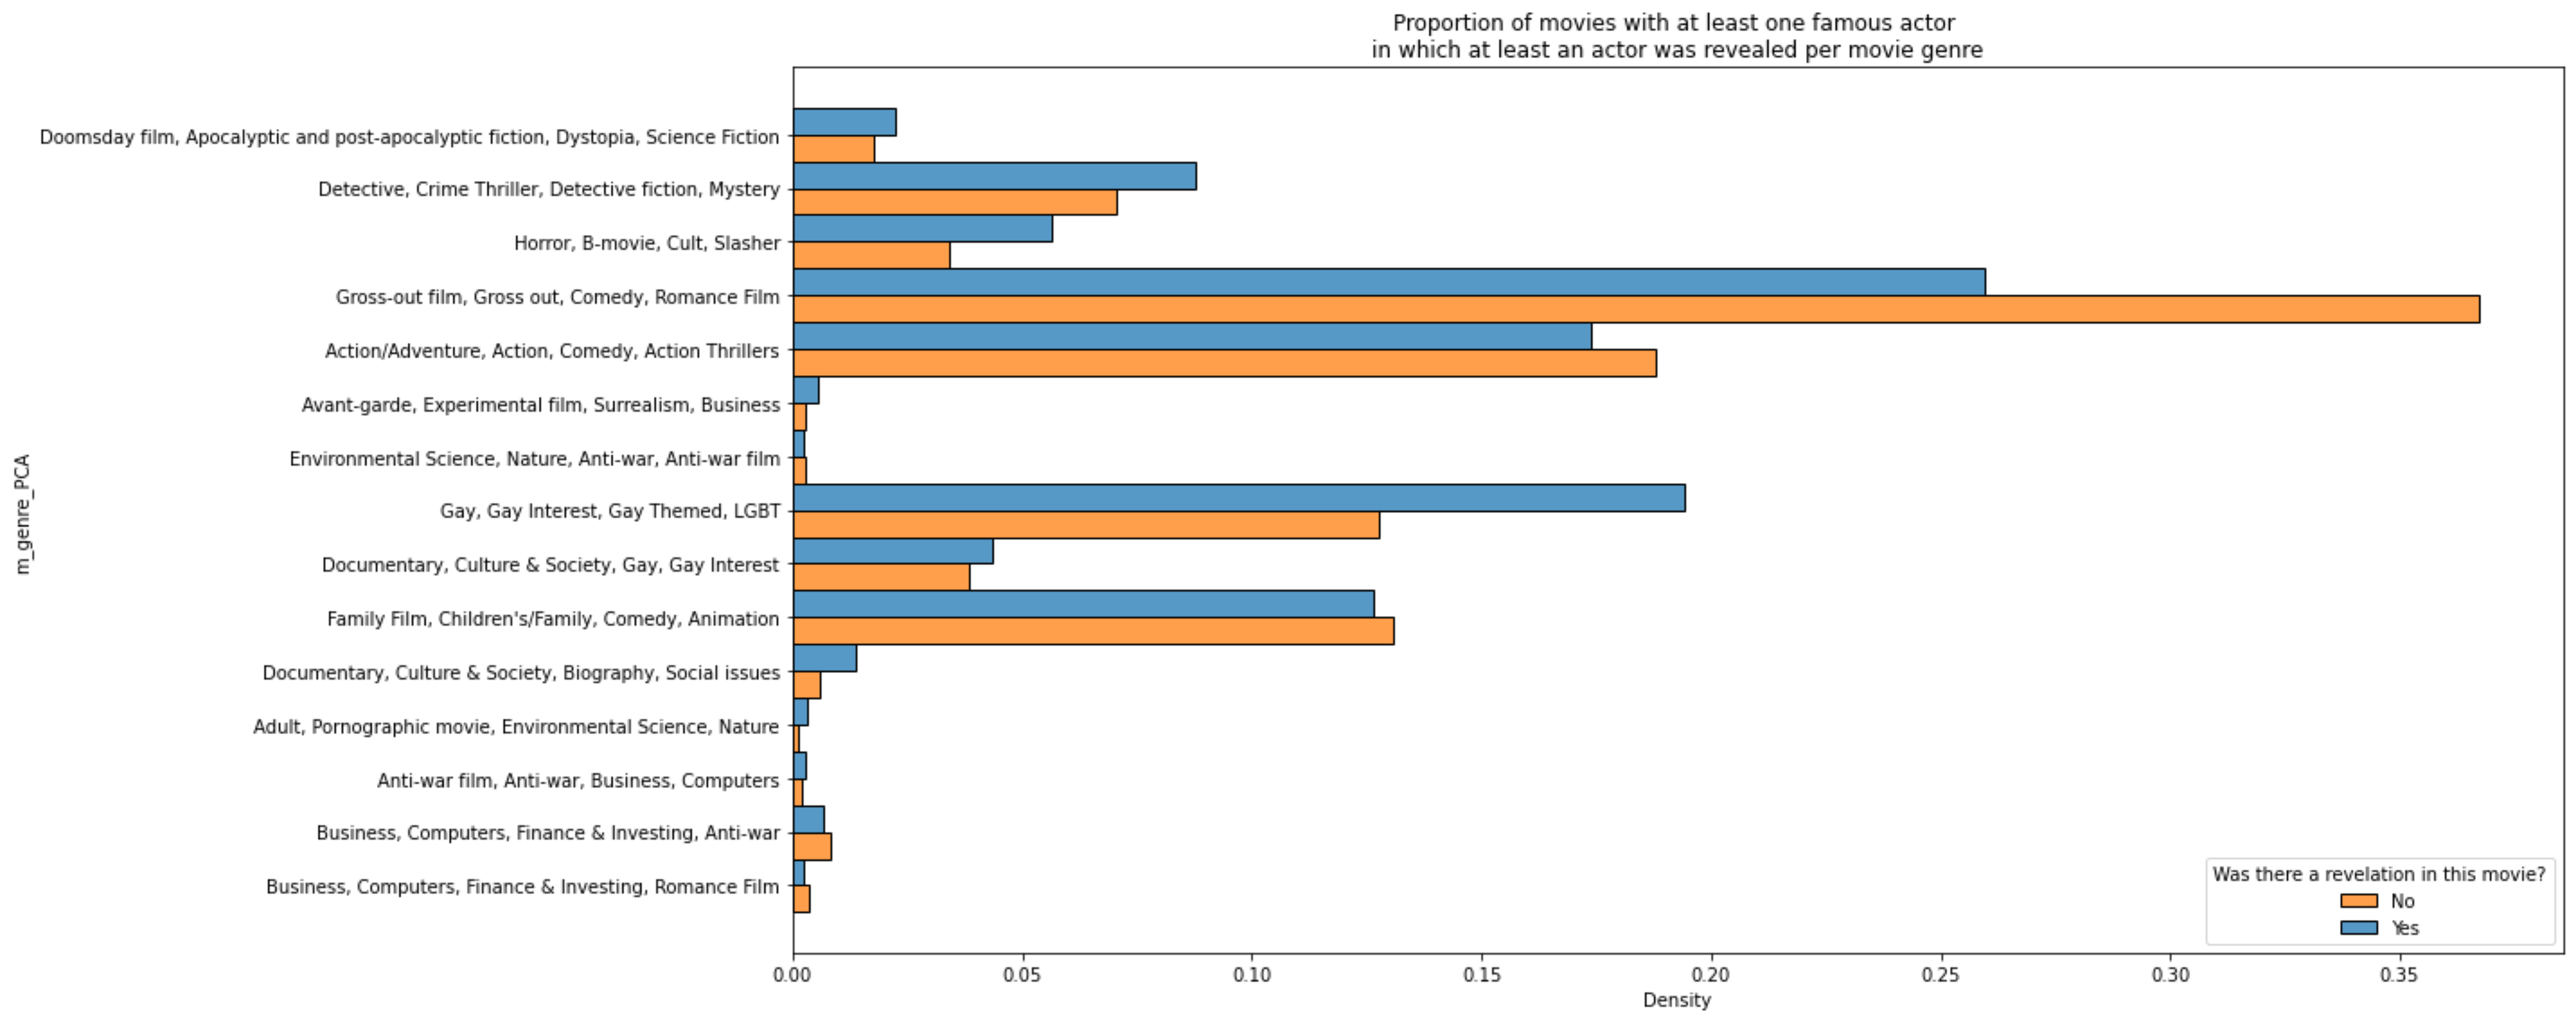 Proportion of movies with at least one famous actor
in which at least an actor was revealed per movie genre
m_genre_PCA
Doomsday film, Apocalyptic and post-apocalyptic fiction, Dystopia, Science Fiction
Detective, Crime Thriller, Detective fiction, Mystery
Horror, B-movie, Cult, Slasher
Gross-out film, Gross out, Comedy, Romance Film
Action/Adventure, Action, Comedy, Action Thrillers
Avant-garde, Experimental film, Surrealism, Business
Environmental Science, Nature, Anti-war, Anti-war film
Gay, Gay Interest, Gay Themed, LGBT
Documentary, Culture & Society, Gay, Gay Interest
Family Film, Children's/Family, Comedy, Animation
Documentary, Culture & Society, Biography, Social issues
Adult, Pornographic movie, Environmental Science, Nature
Anti-war film, Anti-war, Business, Computers
Business, Computers, Finance & Investing, Anti-war
Business, Computers, Finance & Investing, Romance Film
Was there a revelation in this movie?
No
Yes
0.00 0.05 0.10 0.15 0.20 0.25 0.30 0.35
Density